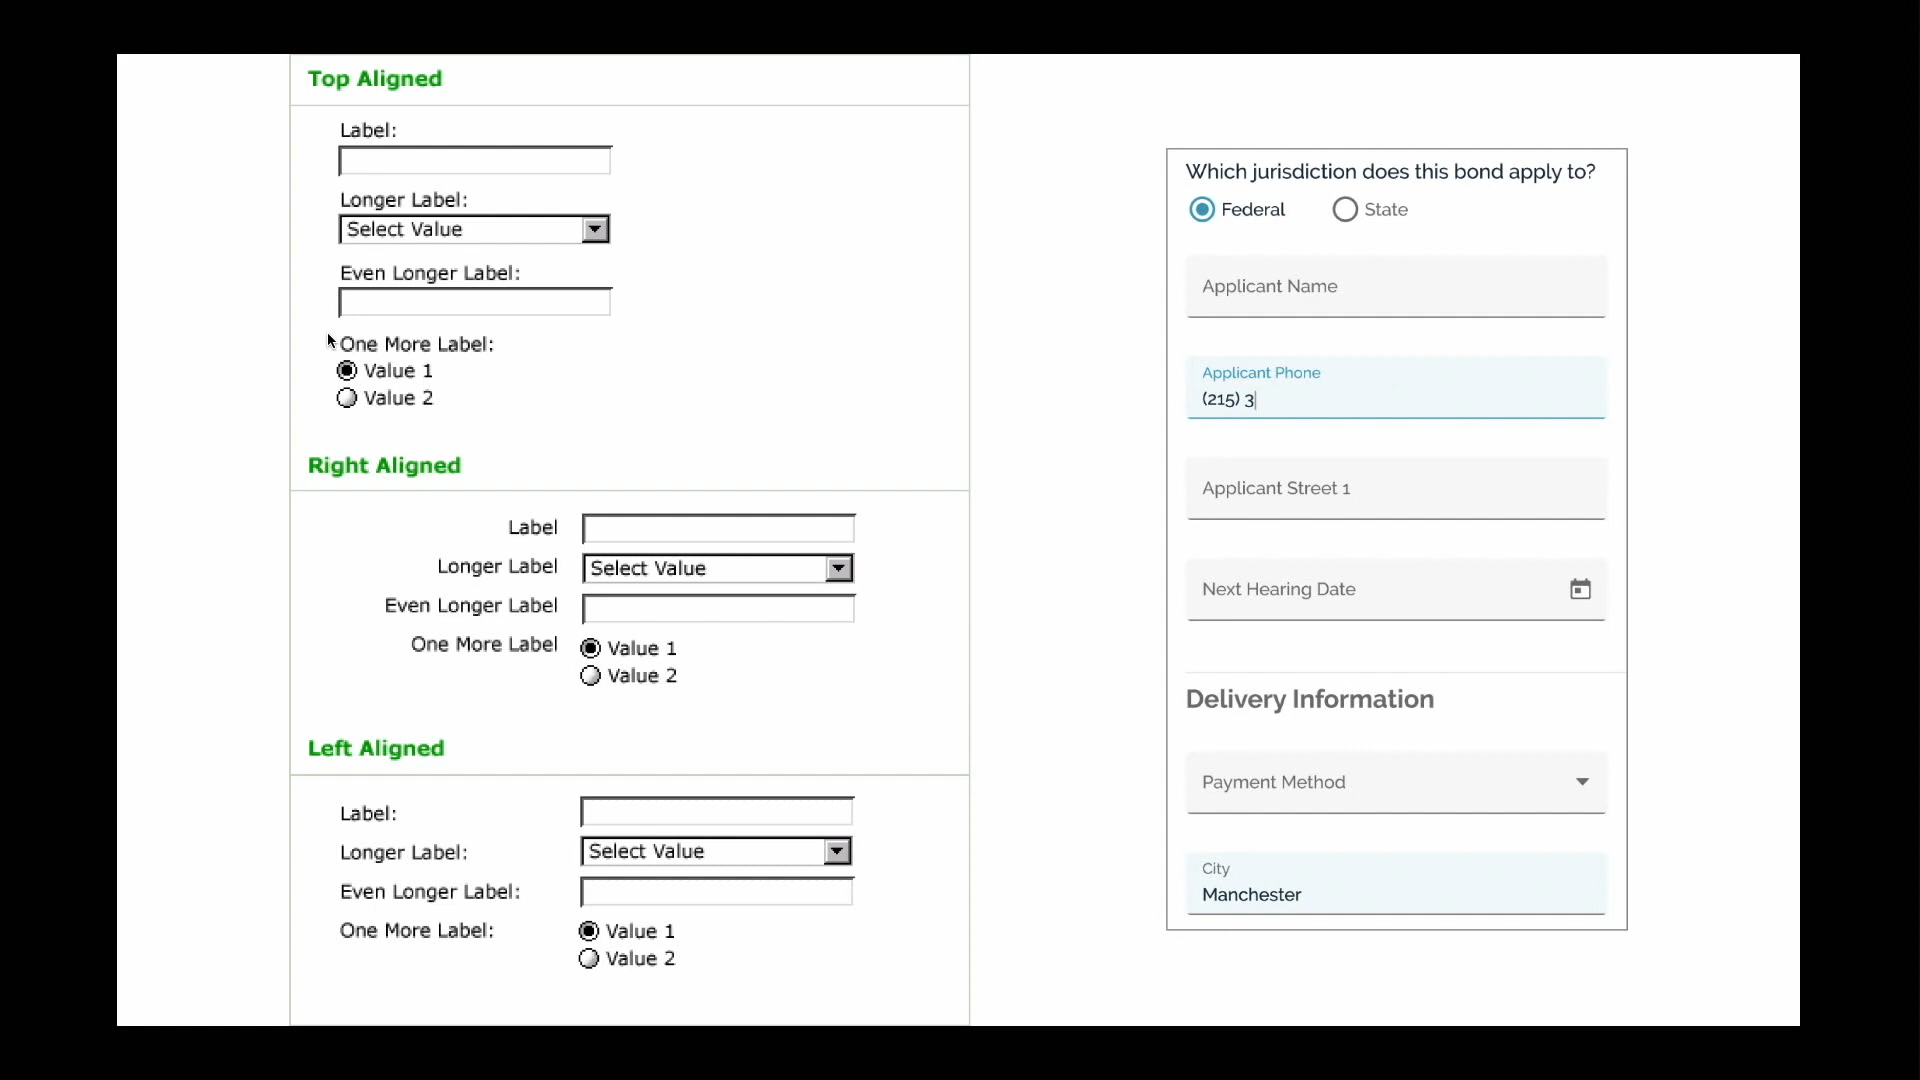 Top Aligned
Label:
Longer Label:
Select Value
Even Longer Label:
One More Label:
Value 1
Value 2
Right Aligned
Label
Longer Label
Select Value
Even Longer Label
One More Label
Value 1
Value 2
Left Aligned
Label:
Longer Label:
Select Value
Even Longer Label:
One More Label:
Value 1
Value 2
Which jurisdiction does this bond apply to?
Federal State
Applicant Name
Applicant Phone
(215) 3
Applicant Street 1
Next Hearing Date
Delivery Information
Payment Method
City
Manchester